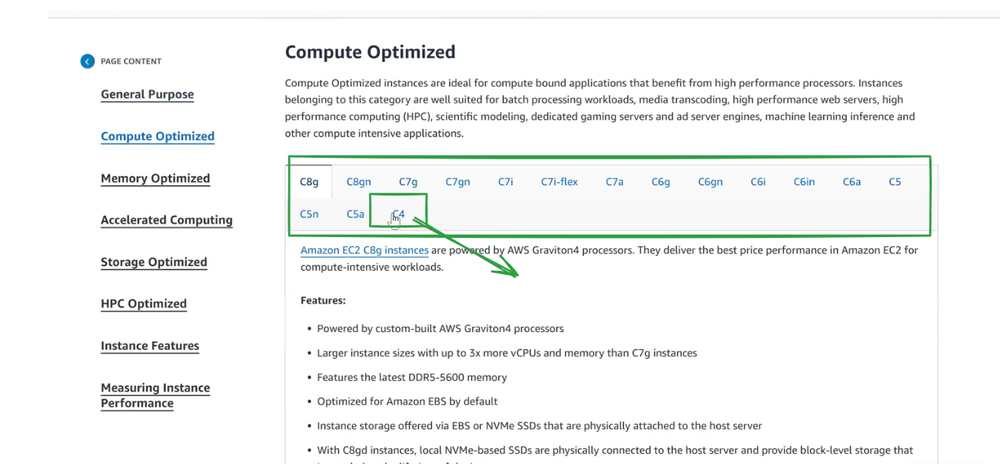 PAGE CONTENT
General Purpose
Compute Optimized
Memory Optimized
Accelerated Computing
Storage Optimized
HPC Optimized
Instance Features
Measuring Instance
Performance
Compute Optimized
Compute Optimized instances are ideal for compute bound applications that benefit from high performance processors. Instances
belonging to this category are well suited for batch processing workloads, media transcoding, high performance web servers, high
performance computing (HPC), scientific modeling, dedicated gaming servers and ad server engines, machine learning inference and
other compute intensive applications.
C8g C8gn C7g C7gn C7i C7i-flex C7a C6g C6gn C6i C6in C6a C5
C5n C5a C4
Amazon EC2 C8g instances are powered by AWS Graviton4 processors. They deliver the best price performance in Amazon EC2 for
compute-intensive workloads.
Features:
• Powered by custom-built AWS Graviton4 processors
• Larger instance sizes with up to 3x more vCPUs and memory than C7g instances
• Features the latest DDR5-5600 memory
• Optimized for Amazon EBS by default
• Instance storage offered via EBS or NVMe SSDs that are physically attached to the host server
• With C8gd instances, local NVMe-based SSDs are physically connected to the host server and provide block-level storage that